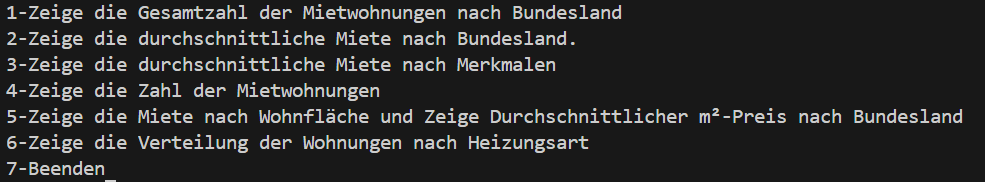 1-Zeige die Gesamtzahl der Mietwohnungen nach Bundesland
2-Zeige die durchschnittliche Miete nach Bundesland.
3-Zeige die durchschnittliche Miete nach Merkmalen
4-Zeige die Zahl der Mietwohnungen
5-Zeige die Miete nach Wohnfläche und Zeige Durchschnittlicher m²-Preis nach Bundesland
6-Zeige die Verteilung der Wohnungen nach Heizungsart
7-Beenden